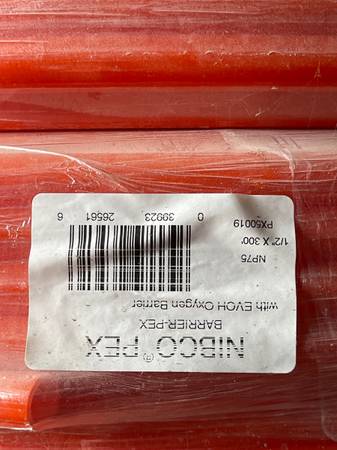 NIBCO® PEX
BARRIER-PEX
with EVOH Oxygen Barrier
NP75
1/2" X 300'
PX50019
0 39923 26561 6